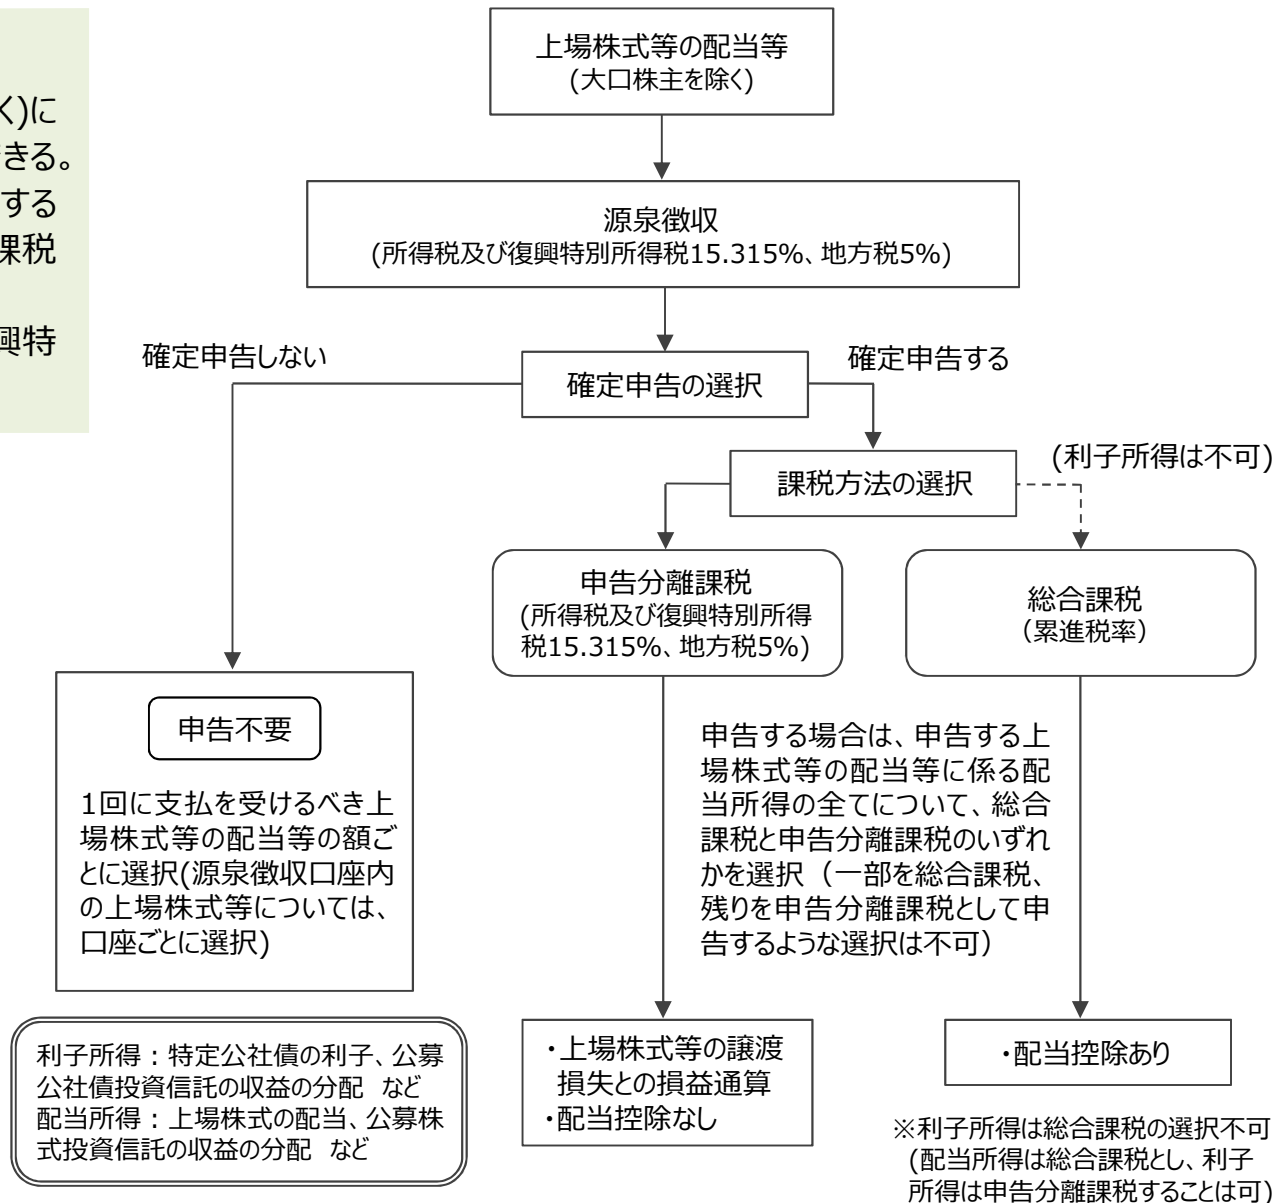 く)に
きる。
する
課税
興特
上場株式等の配当等
(大口株主を除く)
源泉徴収
(所得税及び復興特別所得税15.315%、地方税5%)
確定申告しない
確定申告の選択
確定申告する
課税方法の選択
(利子所得は不可)
申告分離課税
(所得税及び復興特別所得
税15.315%、地方税5%)
総合課税
（累進税率）
申告不要
1回に支払を受けるべき上
場株式等の配当等の額ご
とに選択(源泉徴収口座内
の上場株式等については、
口座ごとに選択)
申告する場合は、申告する上
場株式等の配当等に係る配
当所得の全てについて、総合
課税と申告分離課税のいずれ
かを選択（一部を総合課税、
残りを申告分離課税として申
告するような選択は不可）
利子所得：特定公社債の利子、公募
公社債投資信託の収益の分配 など
配当所得：上場株式の配当、公募株
式投資信託の収益の分配 など
・上場株式等の譲渡
損失との損益通算
・配当控除なし
・配当控除あり
※利子所得は総合課税の選択不可
(配当所得は総合課税とし、利子
所得は申告分離課税することは可)